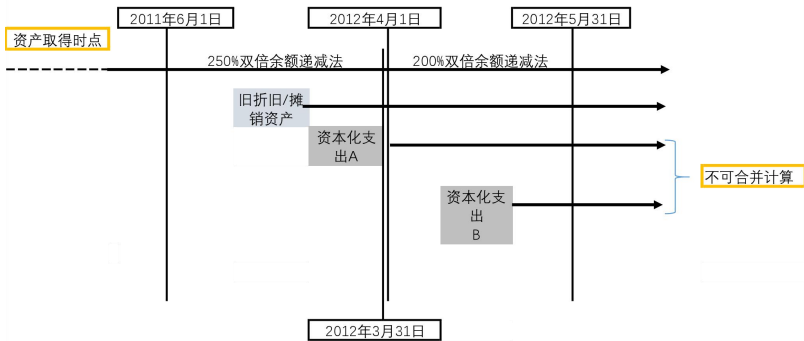 2011年6月1日
2012年4月1日
2012年5月31日
资产取得时点
250%双倍余额递减法
200%双倍余额递减法
旧折旧/摊
销资产
资本化支
出A
不可合并计算
资本化支
出
B
2012年3月31日